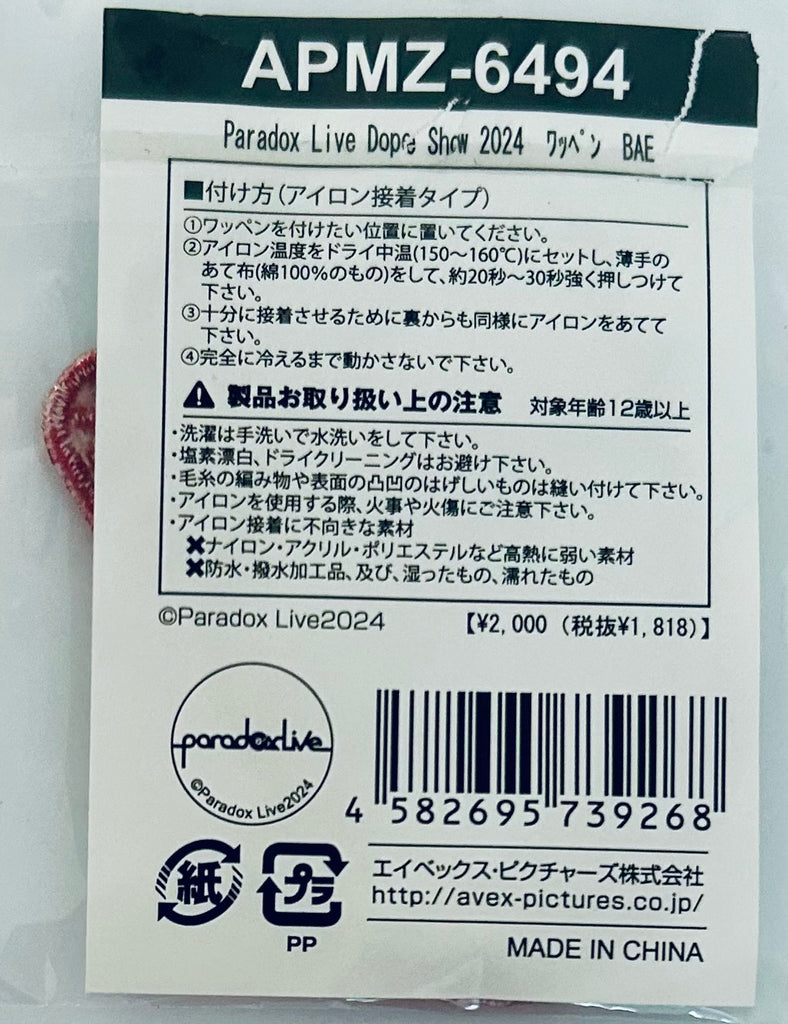 APMZ-6494
Paradox Live Dope Show 2024 ワッペン BAE
■付け方(アイロン接着タイプ)
①ワッペンを付けたい位置に置いてください。
②アイロン温度をドライ中温(150～160℃)にセットし、薄手の
あて布(綿100%のもの)をして、約20秒～30秒強く押しつけて
下さい。
③十分に接着させるために裏からも同様にアイロンをあてて
下さい。
④完全に冷えるまで動かさないで下さい。
製品お取り扱い上の注意 対象年齢12歳以上
・洗濯は手洗いで水洗いをして下さい。
・塩素漂白、ドライクリーニングはお避け下さい。
・毛糸の編み物や表面の凸凹のはげしいものは縫い付けて下さい。
・アイロンを使用する際、火事や火傷にご注意下さい。
・アイロン接着に不向きな素材
✖ナイロン・アクリル・ポリエステルなど高熱に弱い素材
✖防水・撥水加工品、及び、湿ったもの、濡れたもの
©Paradox Live2024 【¥2,000 (税抜¥1,818)】
paradoxLive
©Paradox Live2024
4 582695 739268
紙 プラ
PP
エイベックス・ピクチャーズ株式会社
http://avex-pictures.co.jp/
MADE IN CHINA